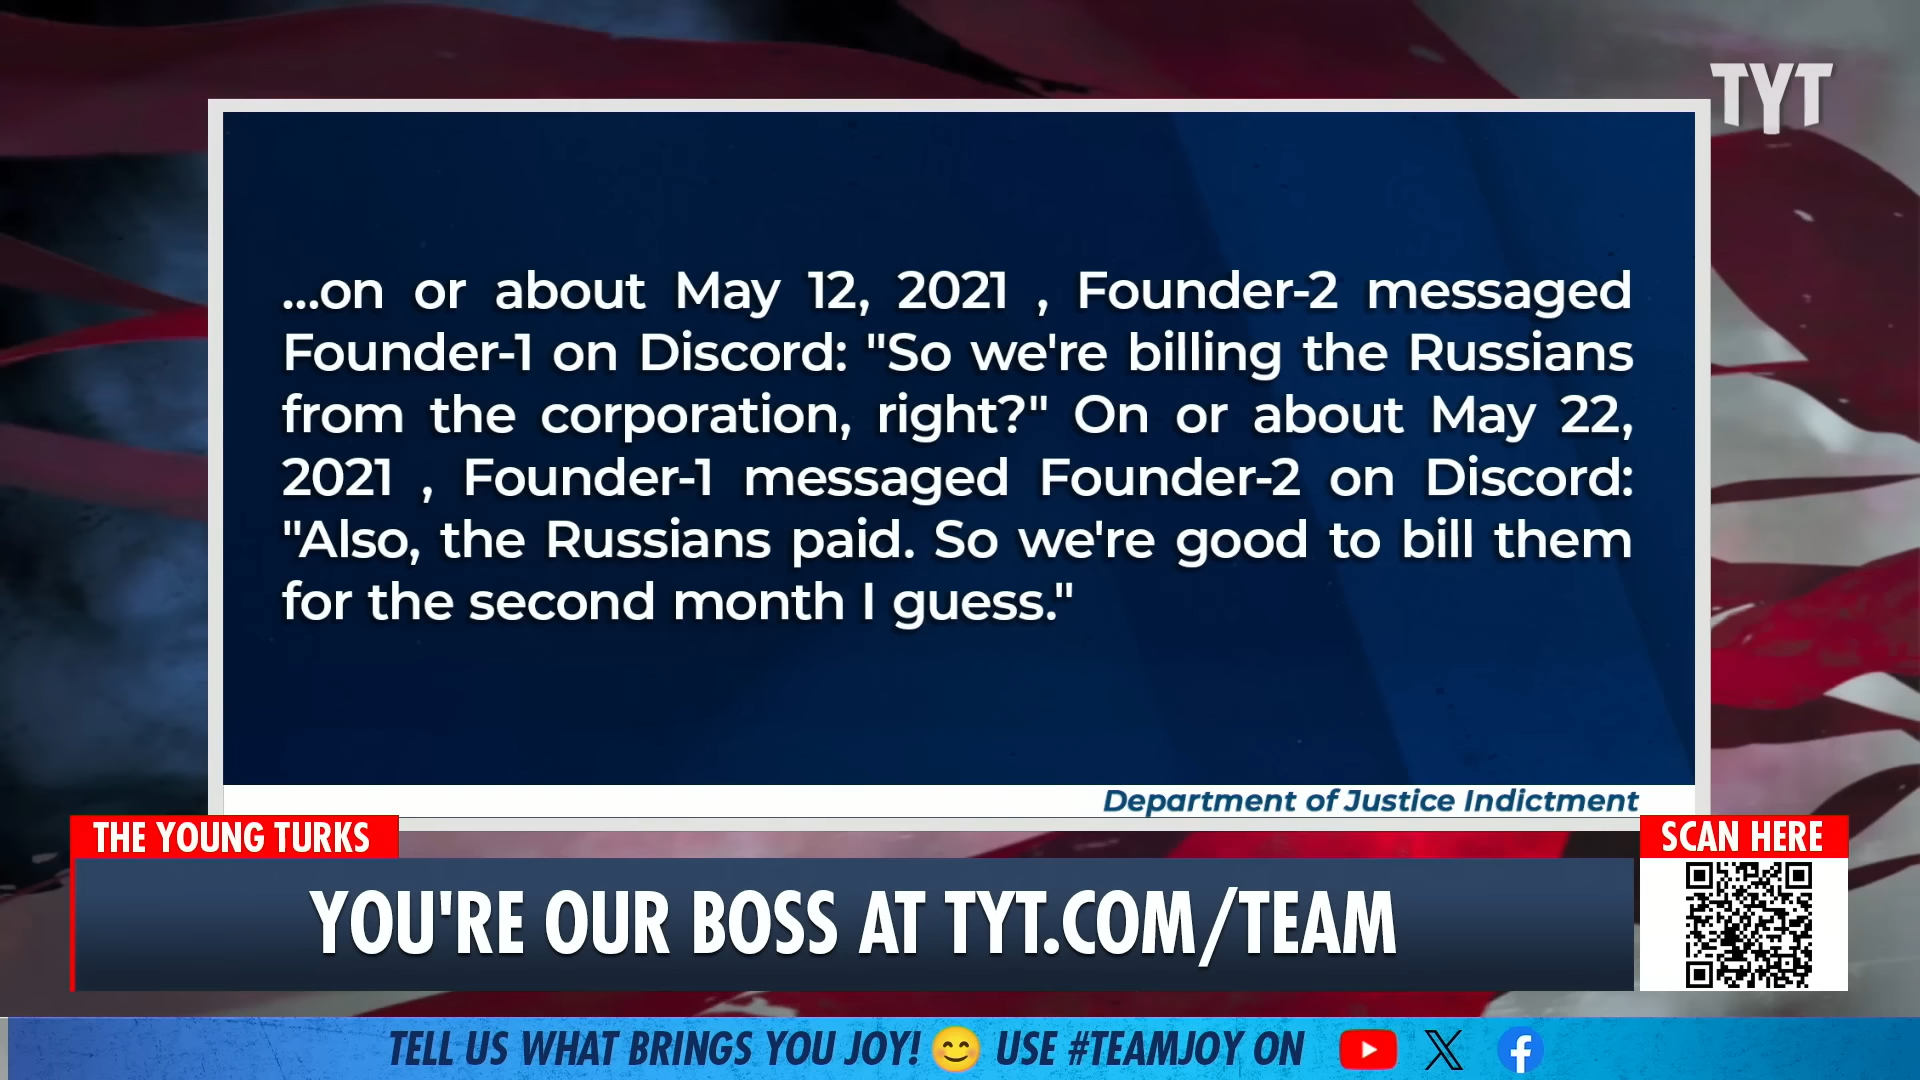 TYT
...on or about May 12, 2021 , Founder-2 messaged
Founder-1 on Discord: "So we're billing the Russians
from the corporation, right?" On or about May 22,
2021 , Founder-1 messaged Founder-2 on Discord:
"Also, the Russians paid. So we're good to bill them
for the second month I guess."
Department of Justice Indictment
THE YOUNG TURKS
SCAN HERE
YOU'RE OUR BOSS AT TYT.COM/TEAM
TELL US WHAT BRINGS YOU JOY! 😊 USE #TEAMJOY ON